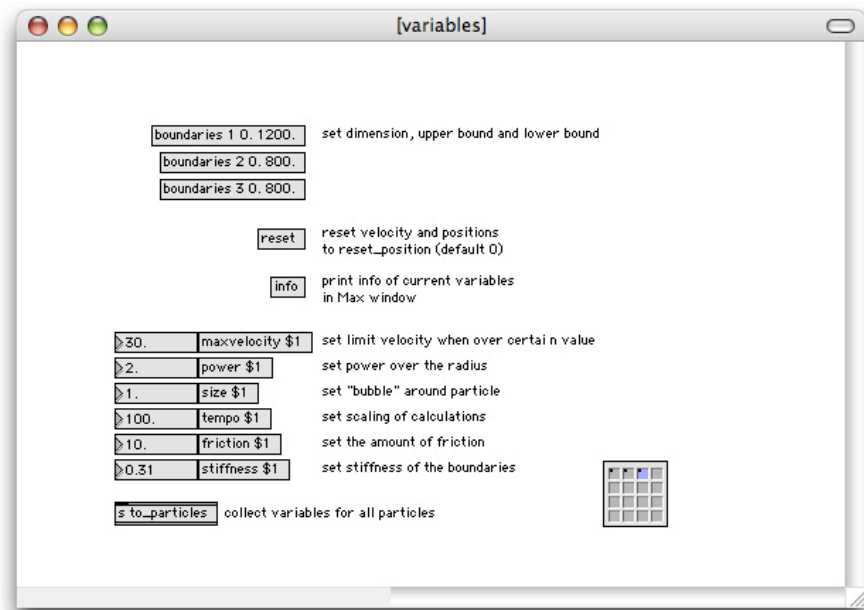 [variables]
boundaries 1 0. 1200. set dimension, upper bound and lower bound
boundaries 2 0. 800.
boundaries 3 0. 800.
reset reset velocity and positions
to reset_position (default 0)
info print info of current variables
in Max window
30. maxvelocity $1 set limit velocity when over certai n value
2. power $1 set power over the radius
1. size $1 set "bubble" around particle
100. tempo $1 set scaling of calculations
10. friction $1 set the amount of friction
0.31 stiffness $1 set stiffness of the boundaries
s to_particles collect variables for all particles